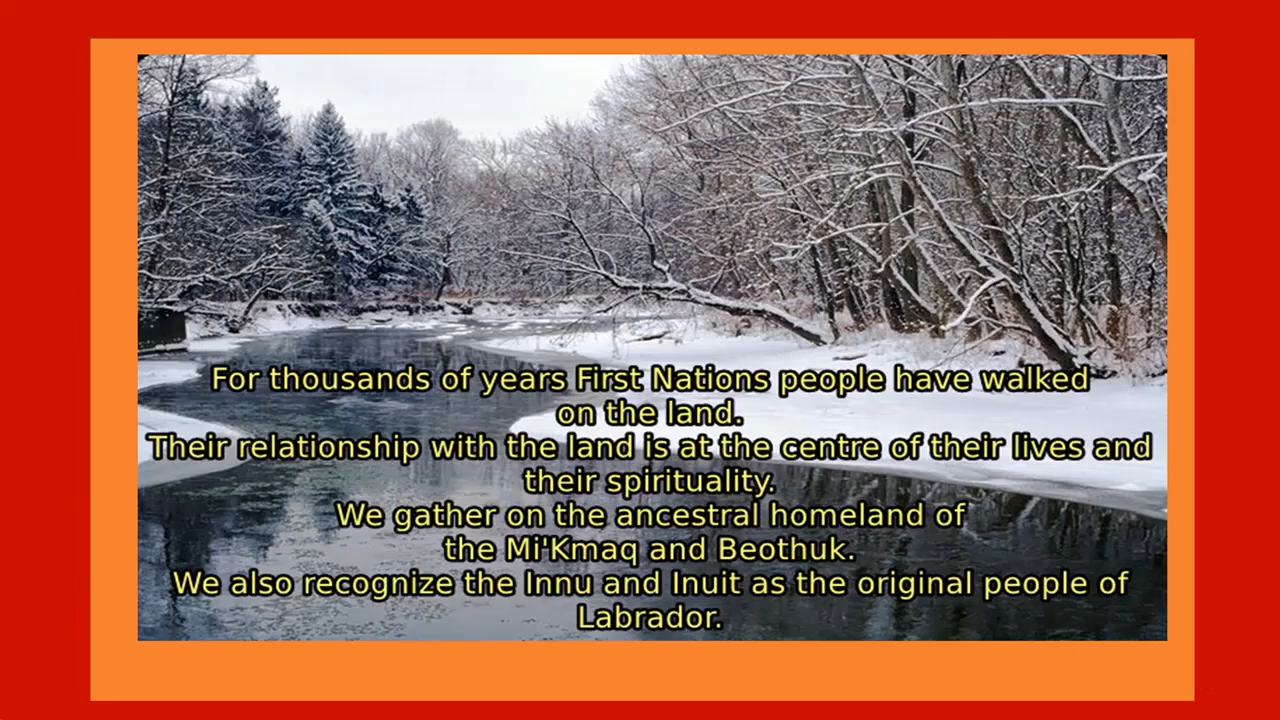 For thousands of years First Nations people have walked
on the land.
Their relationship with the land is at the centre of their lives and
their spirituality.
We gather on the ancestral homeland of
the Mi'Kmaq and Beothuk.
We also recognize the Innu and Inuit as the original people of
Labrador.